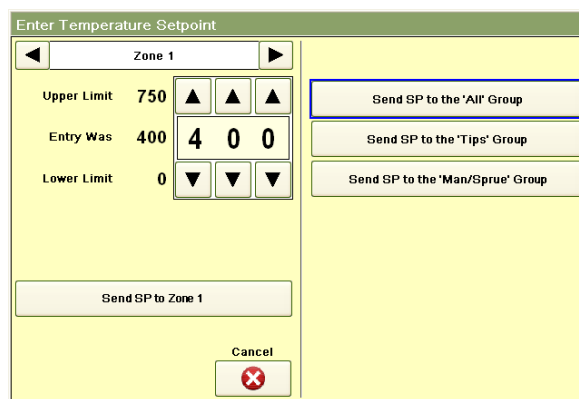 Enter Temperature Setpoint
Zone 1
Upper Limit 750
Entry Was 400 4 0 0
Lower Limit 0
Send SP to Zone 1
Cancel
Send SP to the 'All' Group
Send SP to the 'Tips' Group
Send SP to the 'Man/Sprue' Group